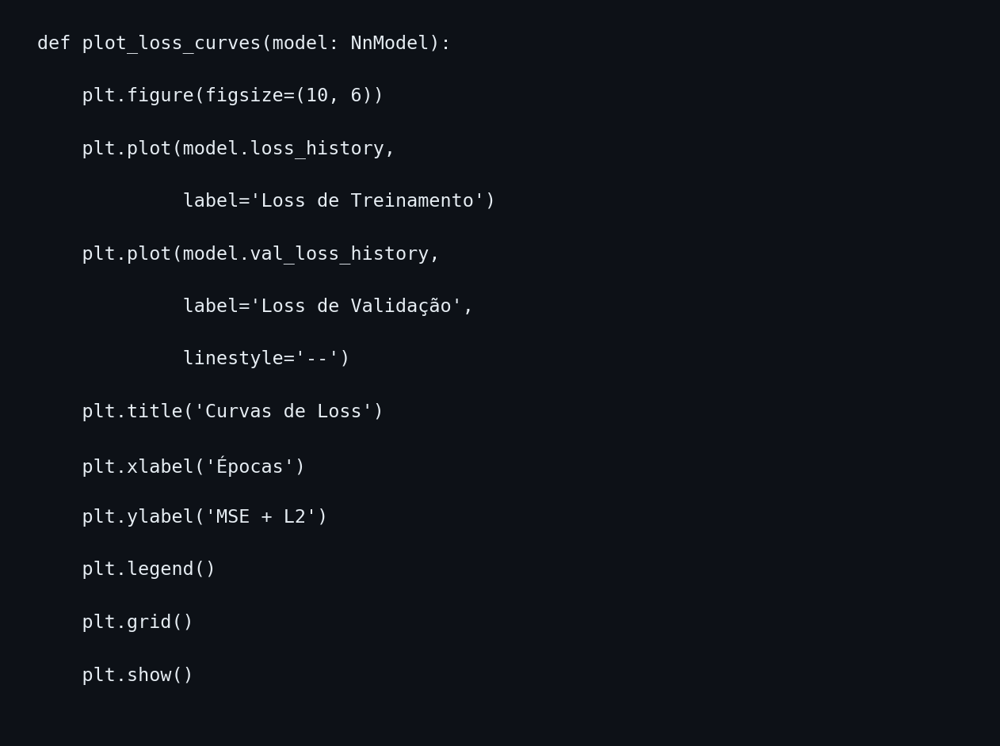 def plot_loss_curves(model: NnModel):
    plt.figure(figsize=(10, 6))
    plt.plot(model.loss_history,
             label='Loss de Treinamento')
    plt.plot(model.val_loss_history,
             label='Loss de Validação',
             linestyle='--')
    plt.title('Curvas de Loss')
    plt.xlabel('Épocas')
    plt.ylabel('MSE + L2')
    plt.legend()
    plt.grid()
    plt.show()